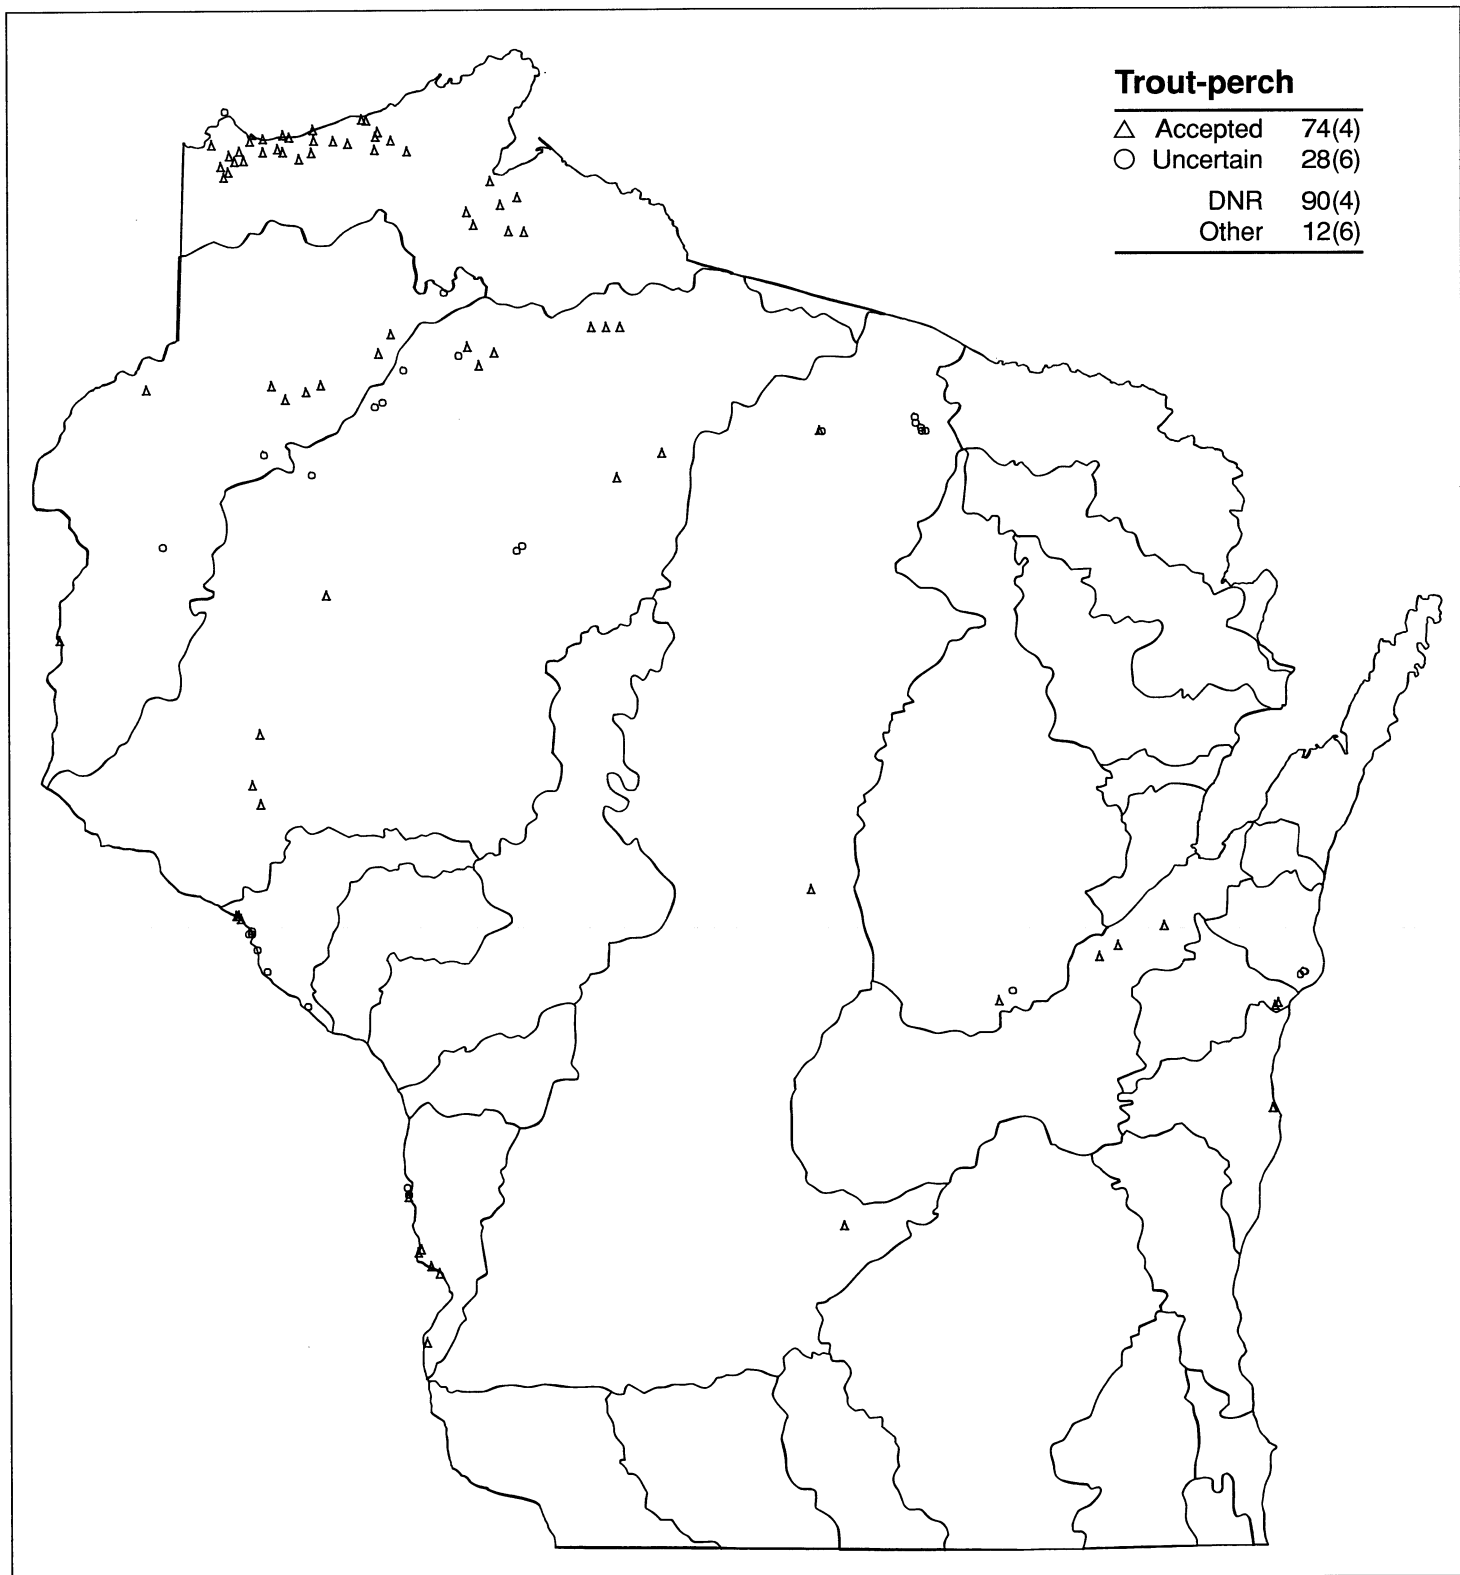 Trout-perch
△ Accepted 74(4)
○ Uncertain 28(6)
DNR 90(4)
Other 12(6)